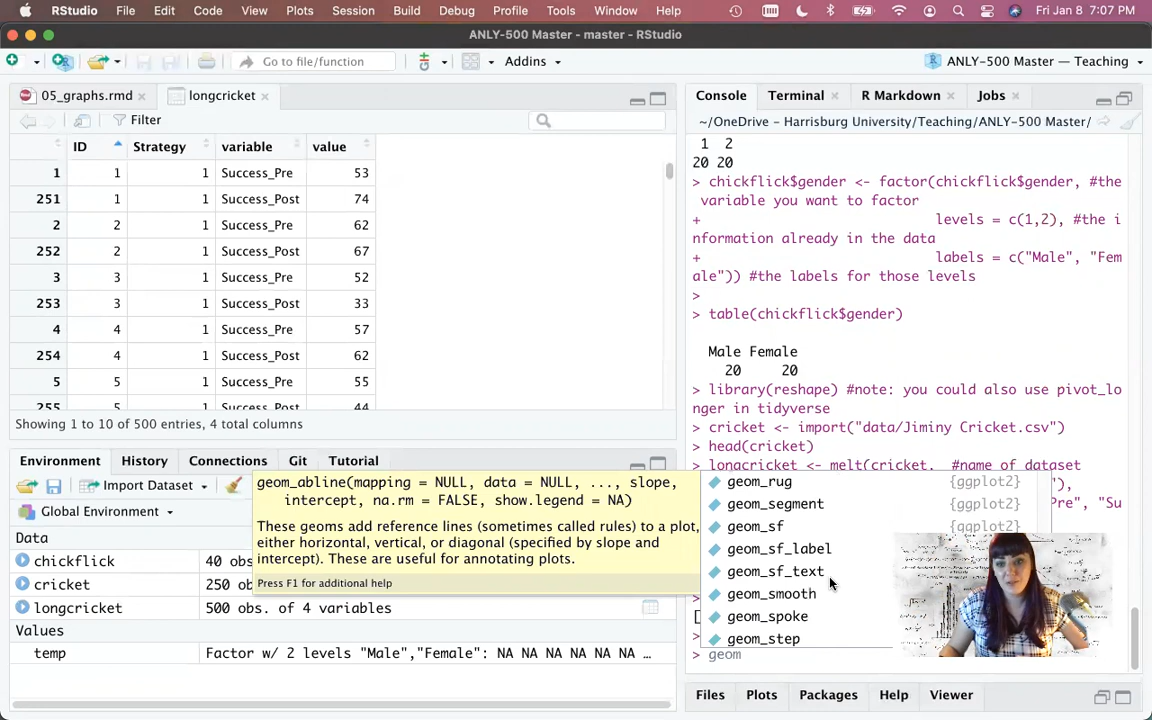 RStudio File Edit Code View Plots Session Build Debug Profile Tools Window Help Fri Jan 8 7:07 PM
ANLY-500 Master - master - RStudio
Go to file/function Addins ANLY-500 Master — Teaching
05_graphs.rmd longcricket
Filter
ID Strategy variable value
1 1 1 Success_Pre 53
251 1 1 Success_Post 74
2 2 1 Success_Pre 62
252 2 1 Success_Post 67
3 3 1 Success_Pre 52
253 3 1 Success_Post 33
4 4 1 Success_Pre 57
254 4 1 Success_Post 62
5 5 1 Success_Pre 55
255 5 1 Success_Post 44
Showing 1 to 10 of 500 entries, 4 total columns
Environment History Connections Git Tutorial
Import Dataset
Global Environment
Data
chickflick 40 obs
cricket 250 ob
longcricket 500 obs. of 4 variables
Values
temp Factor w/ 2 levels "Male","Female": NA NA NA NA NA NA …
geom_abline(mapping = NULL, data = NULL, ..., slope,
intercept, na.rm = FALSE, show.legend = NA)
These geoms add reference lines (sometimes called rules) to a plot,
either horizontal, vertical, or diagonal (specified by slope and
intercept). These are useful for annotating plots.
Press F1 for additional help
Console Terminal R Markdown Jobs
~/OneDrive - Harrisburg University/Teaching/ANLY-500 Master/
1 2
20 20
> chickflick$gender <- factor(chickflick$gender, #the
variable you want to factor
+ levels = c(1,2), #the i
nformation already in the data
+ labels = c("Male", "Fem
ale")) #the labels for those levels
>
> table(chickflick$gender)
Male Female
20 20
> library(reshape) #note: you could also use pivot_lo
nger in tidyverse
> cricket <- import("data/Jiminy Cricket.csv")
> head(cricket)
> longcricket <- melt(cricket, #name of dataset
"),
Pre", "Su
geom_rug {ggplot2}
geom_segment {ggplot2}
geom_sf {ggplot2}
geom_sf_label
geom_sf_text
geom_smooth
geom_spoke
geom_step
> geom
Files Plots Packages Help Viewer